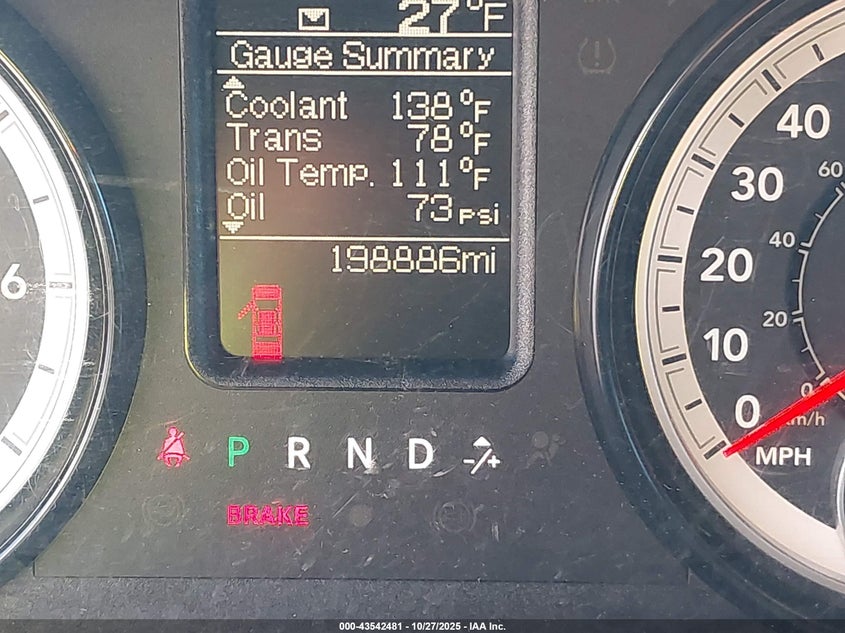 27°F
Gauge Summary
Coolant 138°F
Trans 78°F
Oil Temp. 111°F
Oil 73 PSI
198886mi
6
40
30
20
10
0
MPH
60
40
20
0
km/h
P R N D -/+
BRAKE
000-43542481 - 10/27/2025 - IAA Inc.